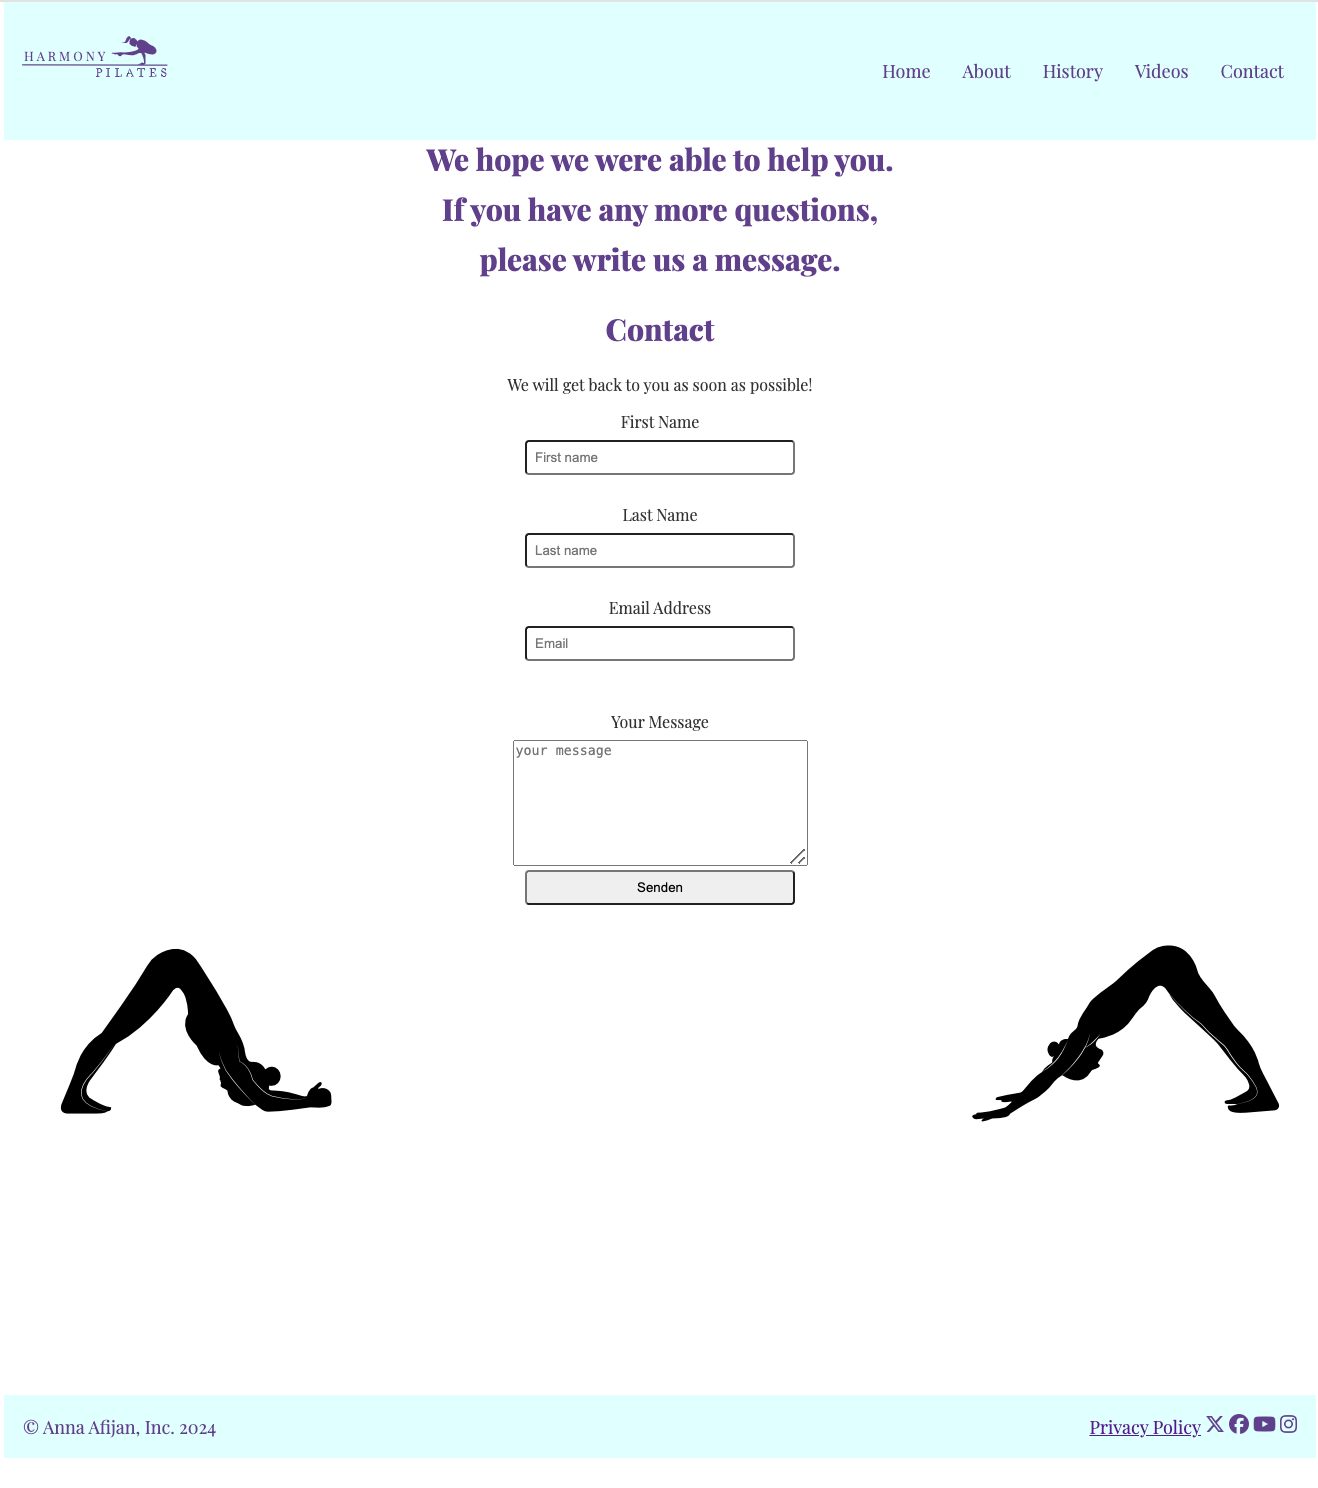 HARMONY
PILATES
Home About History Videos Contact
We hope we were able to help you.
If you have any more questions,
please write us a message.
Contact
We will get back to you as soon as possible!
First Name
First name
Last Name
Last name
Email Address
Email
Your Message
your message
Senden
© Anna Afijan, Inc. 2024
Privacy Policy